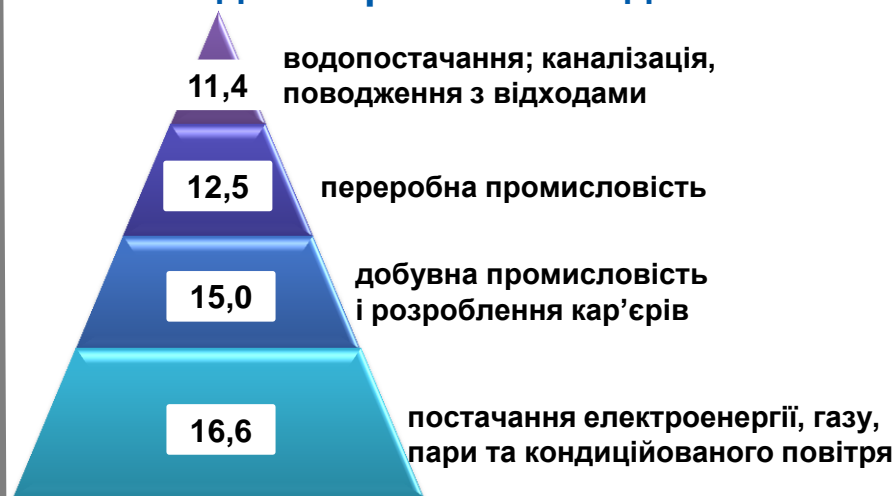 водопостачання; каналізація,
поводження з відходами
11,4
12,5
переробна промисловість
15,0
добувна промисловість
і розроблення кар’єрів
16,6
постачання електроенергії, газу,
пари та кондиційованого повітря